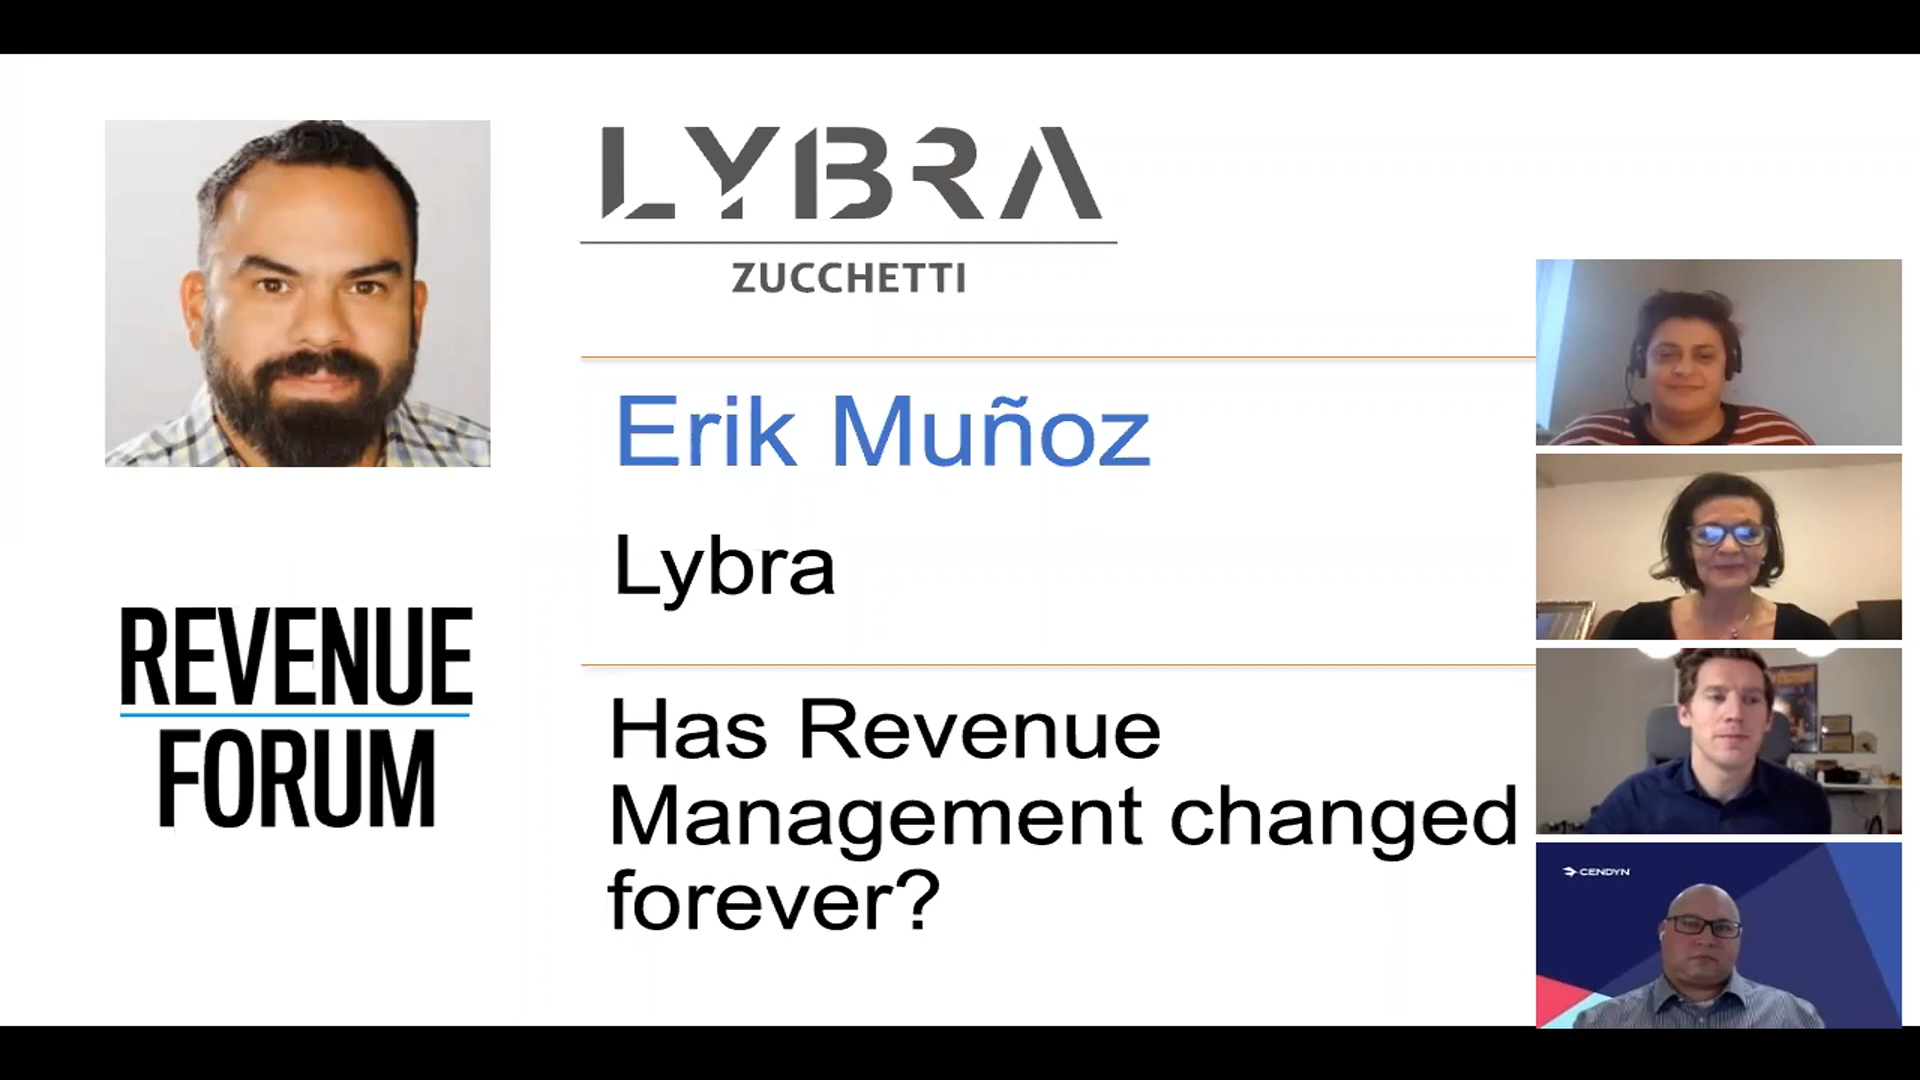 LYBRA
ZUCCHETTI
Erik Muñoz
Lybra
REVENUE
FORUM
Has Revenue
Management changed
forever?
CENDYN